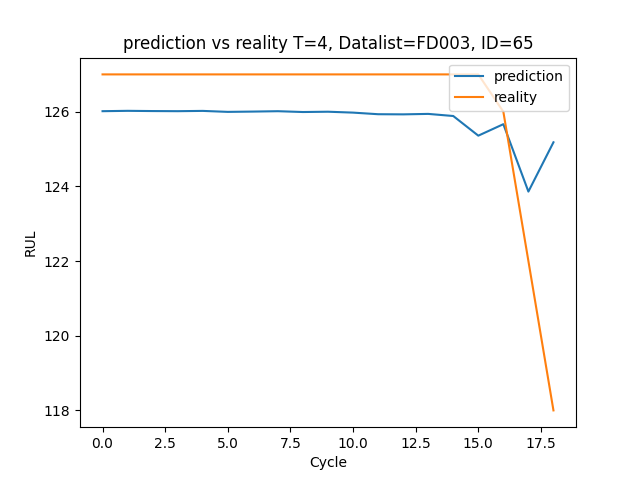 prediction vs reality T=4, Datalist=FD003, ID=65
prediction
reality
126
124
122
120
118
RUL
0.0 2.5 5.0 7.5 10.0 12.5 15.0 17.5
Cycle